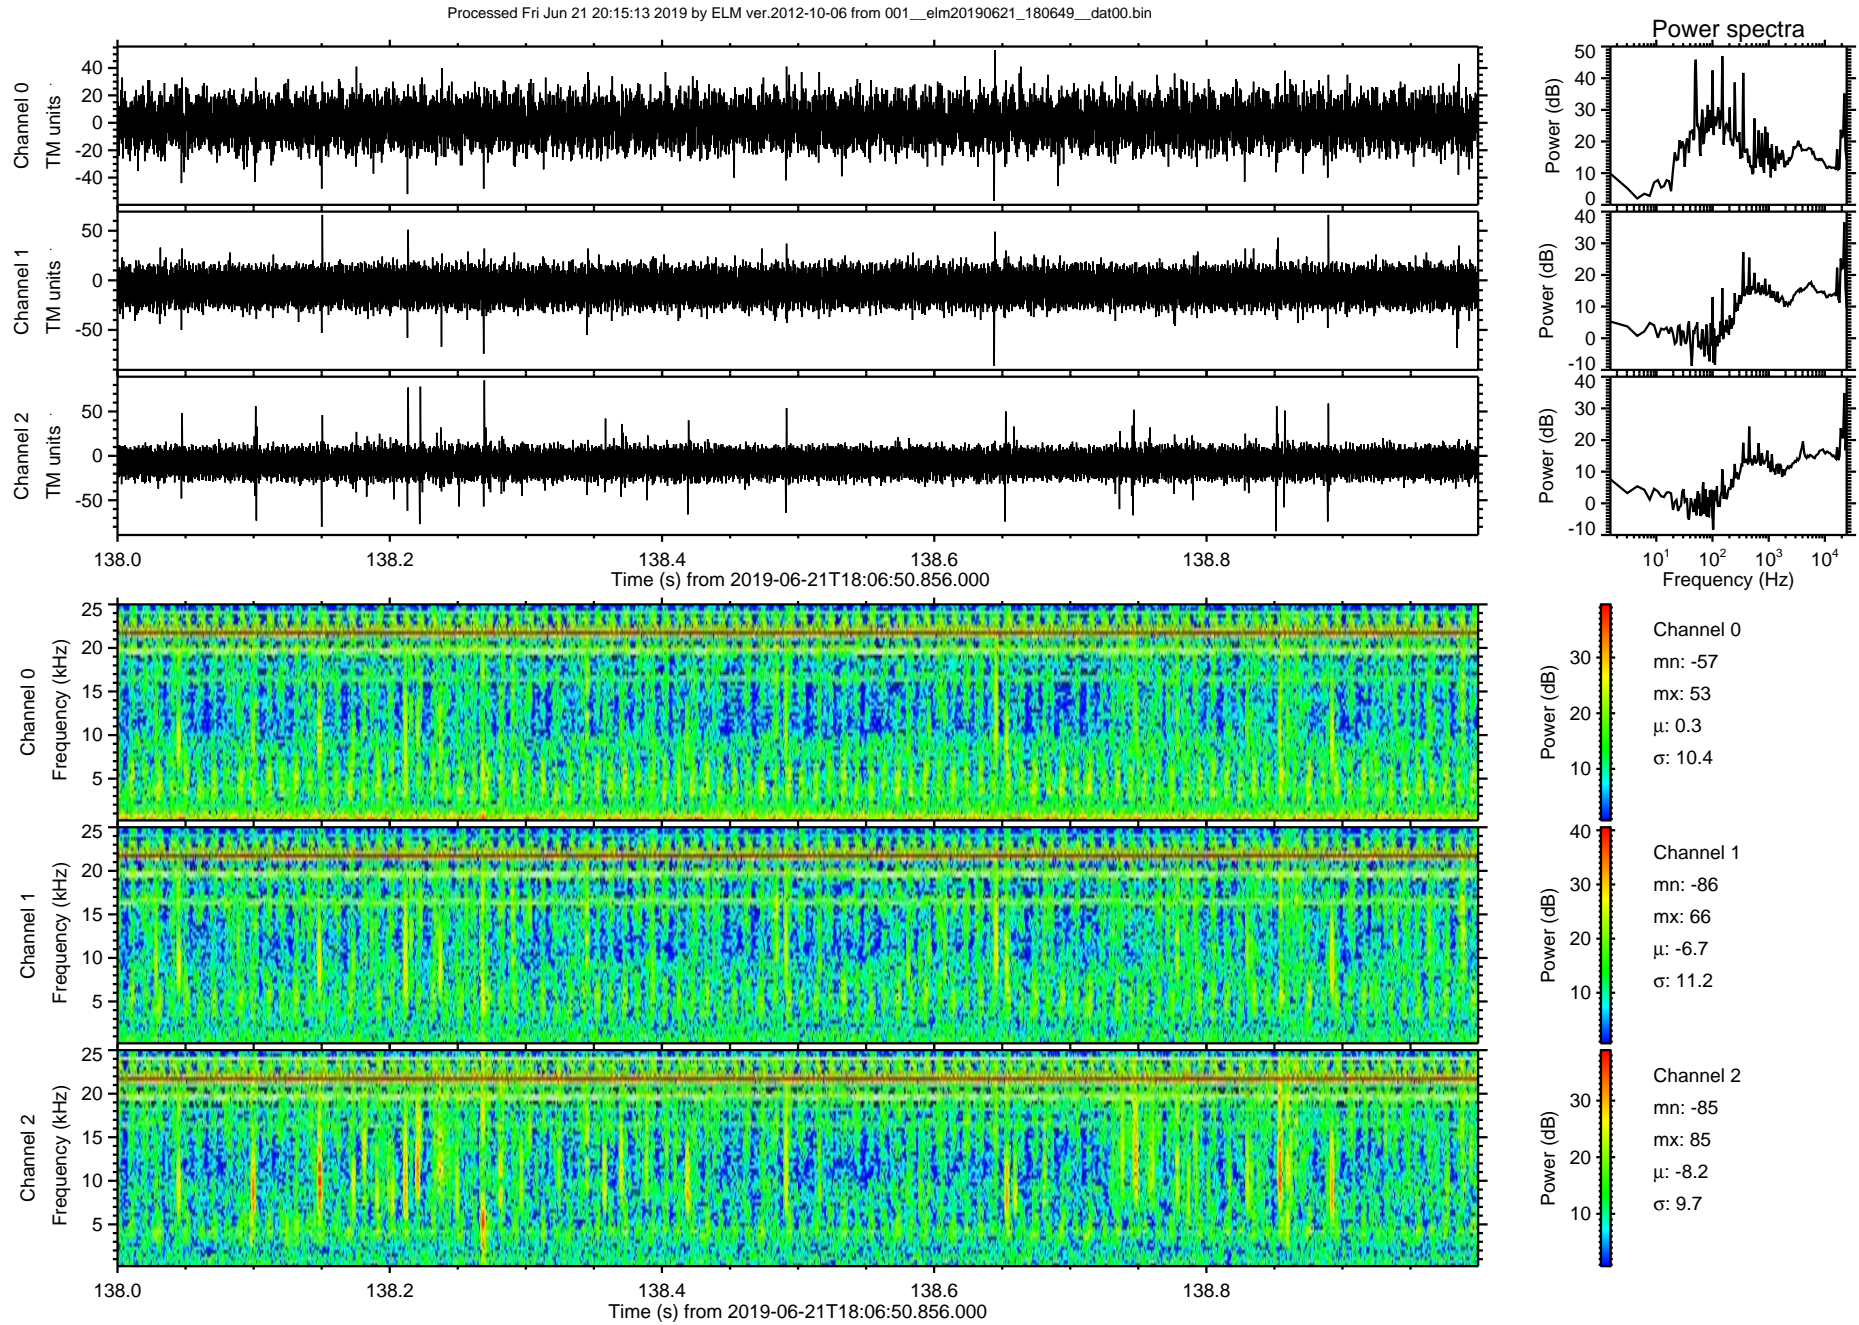 Processed Fri Jun 21 20:15:13 2019 by ELM ver.2012-10-06 from 001__elm20190621_180649__dat00.bin
Power spectra
Channel 0
TM units
40
20
0
-20
-40
Power (dB)
50
40
30
20
10
0
Channel 1
TM units
50
0
-50
Power (dB)
40
30
20
10
0
-10
Channel 2
TM units
50
0
-50
Power (dB)
40
30
20
10
0
-10
138.0 138.2 138.4 138.6 138.8
Time (s) from 2019-06-21T18:06:50.856.000
10¹ 10² 10³ 10⁴
Frequency (Hz)
Channel 0
Frequency (kHz)
25
20
15
10
5
Power (dB)
30
20
10
Channel 0
mn: -57
mx: 53
μ: 0.3
σ: 10.4
Channel 1
Frequency (kHz)
25
20
15
10
5
Power (dB)
40
30
20
10
Channel 1
mn: -86
mx: 66
μ: -6.7
σ: 11.2
Channel 2
Frequency (kHz)
25
20
15
10
5
Power (dB)
30
20
10
Channel 2
mn: -85
mx: 85
μ: -8.2
σ: 9.7
138.0 138.2 138.4 138.6 138.8
Time (s) from 2019-06-21T18:06:50.856.000